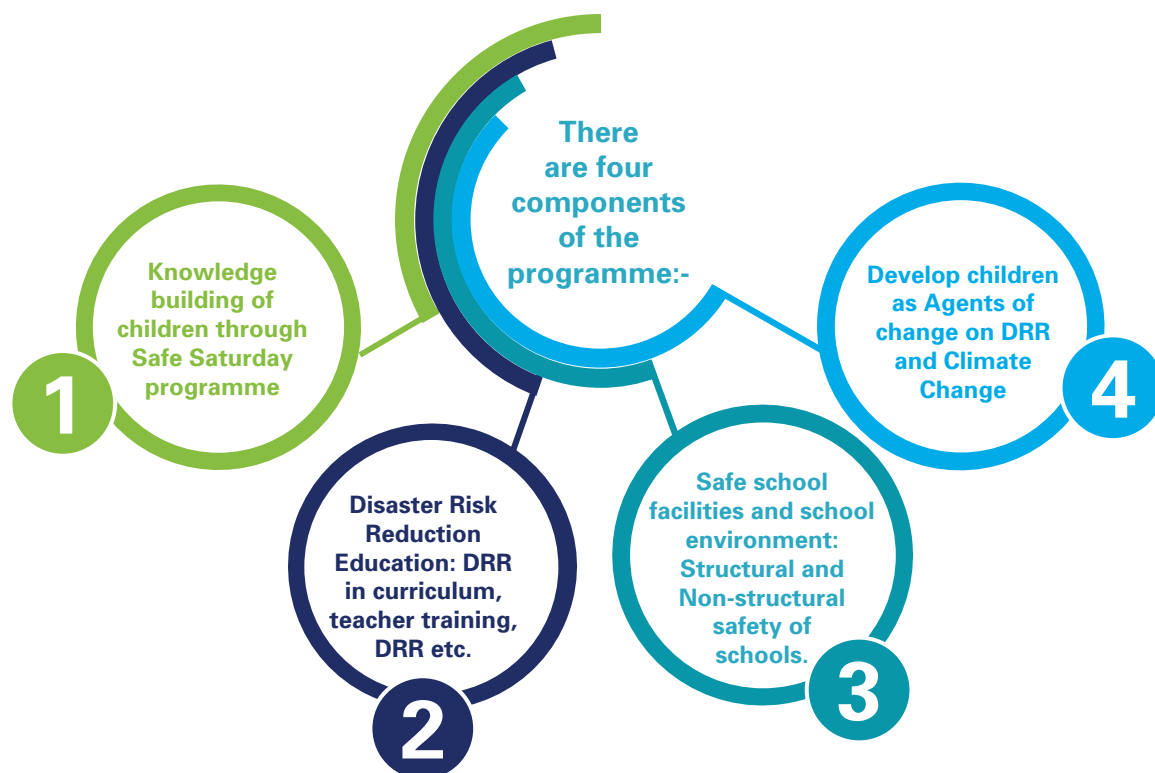 There
are four
components
of the
programme:-
Knowledge
building of
children through
Safe Saturday
programme
1
Disaster Risk
Reduction
Education: DRR
in curriculum,
teacher training,
DRR etc.
2
Safe school
facilities and school
environment:
Structural and
Non-structural
safety of
schools.
3
Develop children
as Agents of
change on DRR
and Climate
Change
4